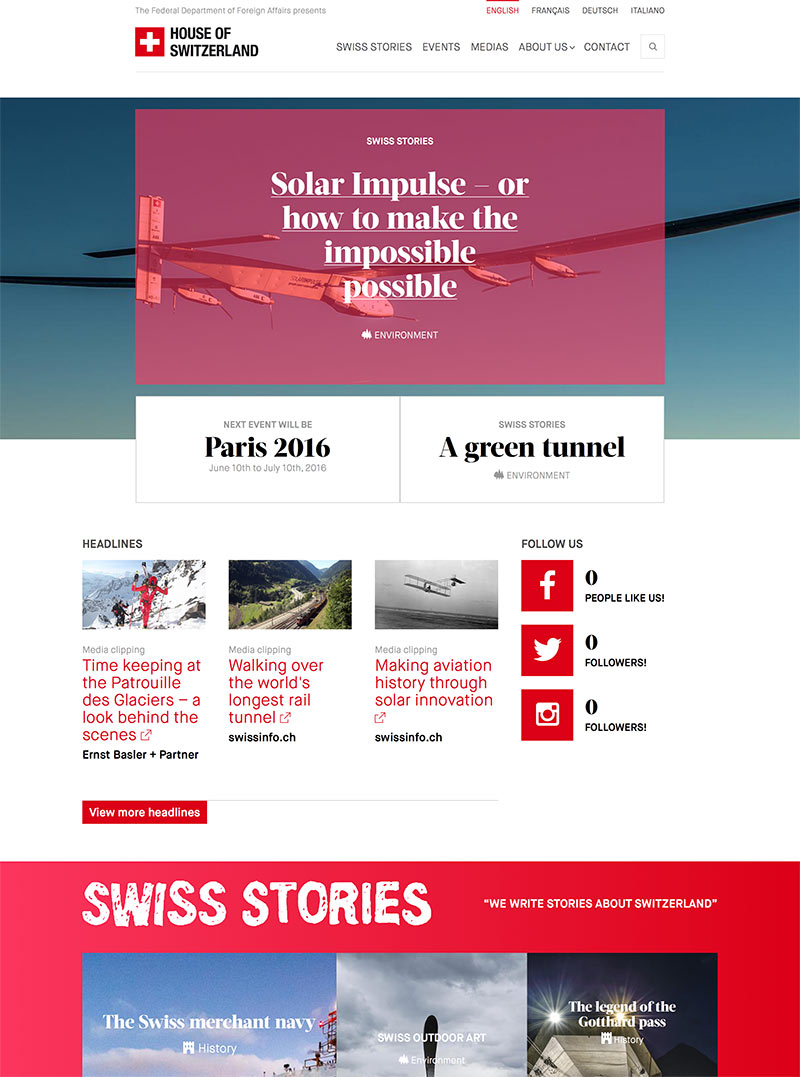 The Federal Department of Foreign Affairs presents
ENGLISH FRANÇAIS DEUTSCH ITALIANO
HOUSE OF
SWITZERLAND
SWISS STORIES EVENTS MEDIAS ABOUT US CONTACT
SWISS STORIES
Solar Impulse – or
how to make the
impossible
possible
ENVIRONMENT
SOLARIMPULSE
NEXT EVENT WILL BE
Paris 2016
June 10th to July 10th, 2016
SWISS STORIES
A green tunnel
ENVIRONMENT
HEADLINES
Media clipping
Time keeping at
the Patrouille
des Glaciers – a
look behind the
scenes
Ernst Basler + Partner
Media clipping
Walking over
the world's
longest rail
tunnel
swissinfo.ch
Media clipping
Making aviation
history through
solar innovation
swissinfo.ch
View more headlines
FOLLOW US
0
PEOPLE LIKE US!
0
FOLLOWERS!
0
FOLLOWERS!
SWISS STORIES
“WE WRITE STORIES ABOUT SWITZERLAND”
The Swiss merchant navy
History
SWISS OUTDOOR ART
Environment
The legend of the
Gotthard pass
History